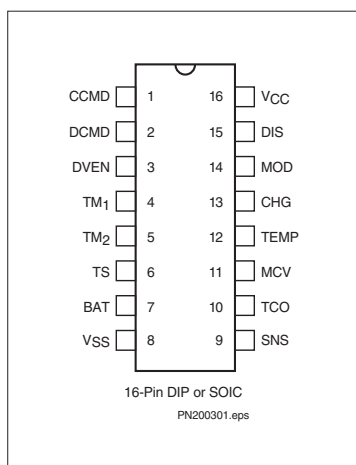 CCMD 1 16 VCC
DCMD 2 15 DIS
DVEN 3 14 MOD
TM1 4 13 CHG
TM2 5 12 TEMP
TS 6 11 MCV
BAT 7 10 TCO
VSS 8 9 SNS
16-Pin DIP or SOIC
PN200301.eps